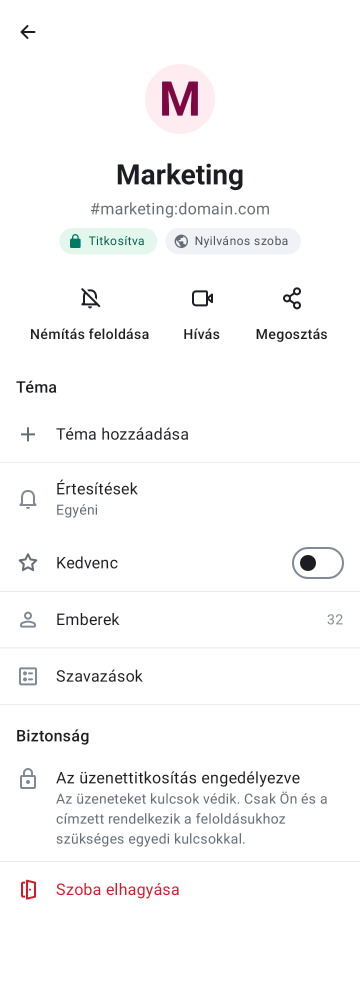 M
Marketing
#marketing:domain.com
Titkosítva
Nyilvános szoba
Némítás feloldása
Hívás
Megosztás
Téma
Téma hozzáadása
Értesítések
Egyéni
Kedvenc
Emberek
32
Szavazások
Biztonság
Az üzenettitkosítás engedélyezve
Az üzeneteket kulcsok védik. Csak Ön és a
címzett rendelkezik a feloldásukhoz
szükséges egyedi kulcsokkal.
Szoba elhagyása